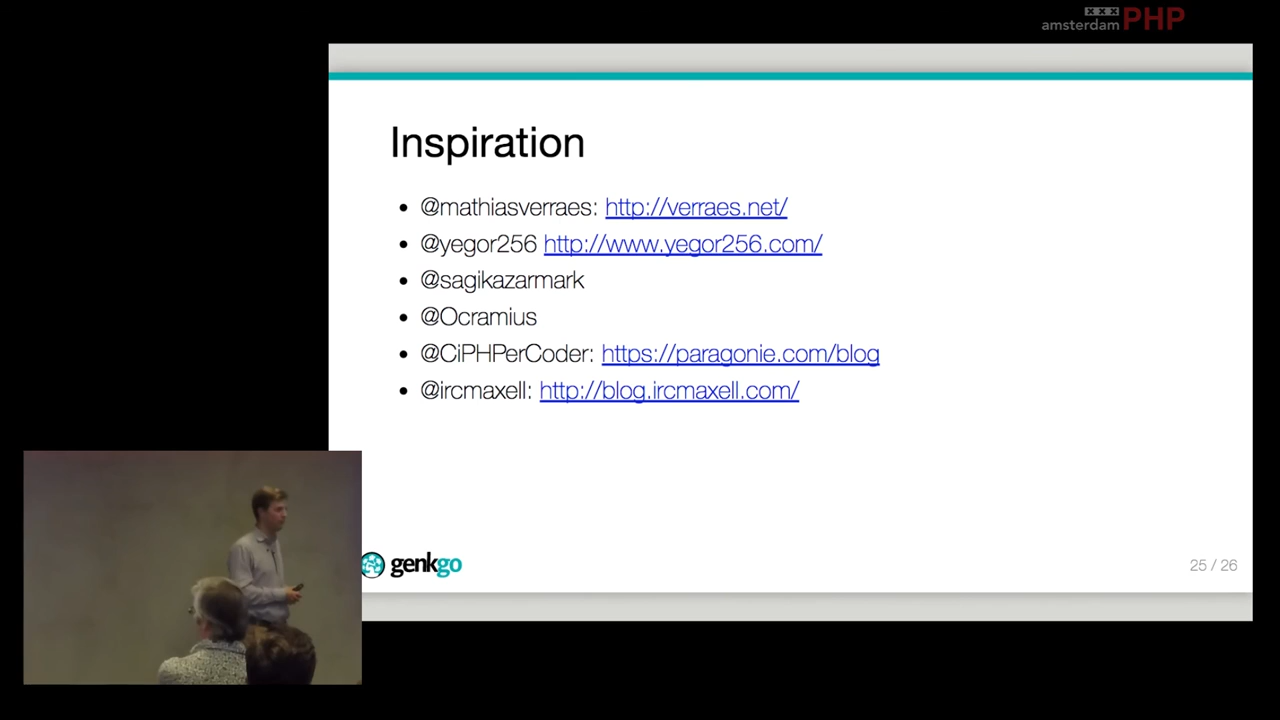 xxx
amsterdamPHP
Inspiration
• @mathiasverraes: http://verraes.net/
• @yegor256 http://www.yegor256.com/
• @sagikazarmark
• @Ocramius
• @CiPHPerCoder: https://paragonie.com/blog
• @ircmaxell: http://blog.ircmaxell.com/
genkgo
25 / 26